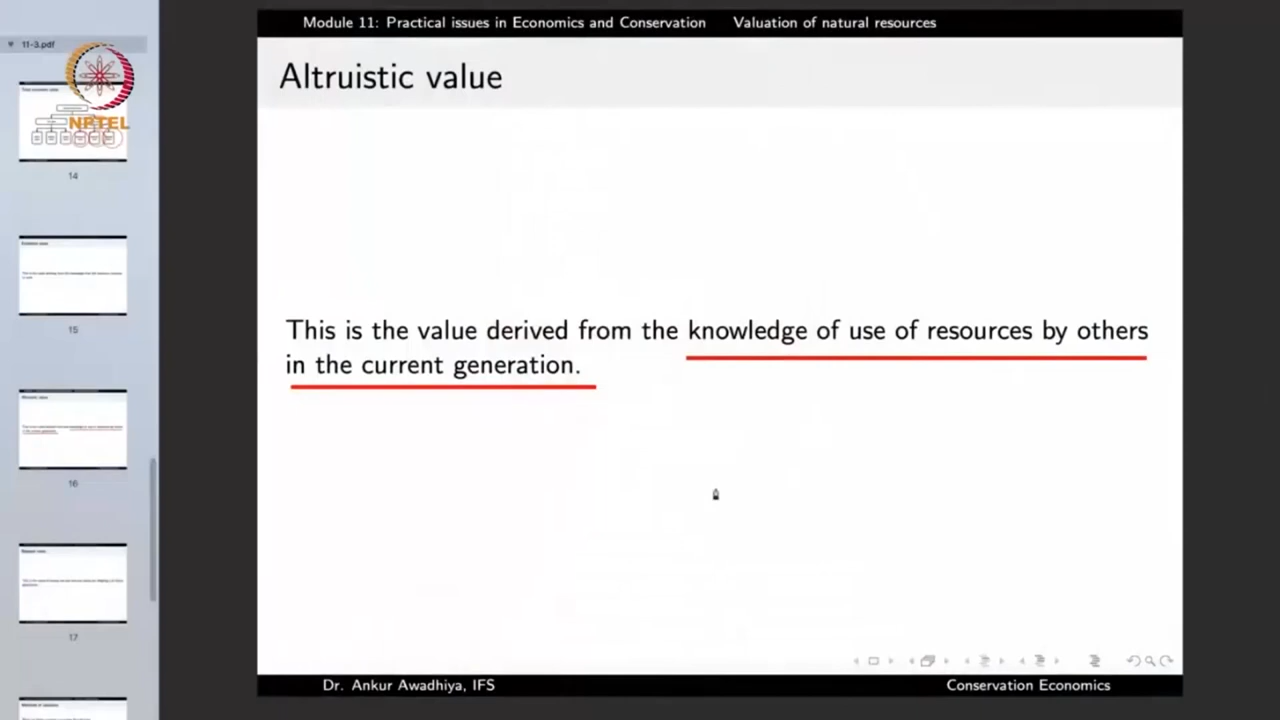 Module 11: Practical issues in Economics and Conservation Valuation of natural resources
11-3.pdf
NPTEL
14
15
16
17
Altruistic value
This is the value derived from the knowledge of use of resources by others
in the current generation.
Dr. Ankur Awadhiya, IFS Conservation Economics